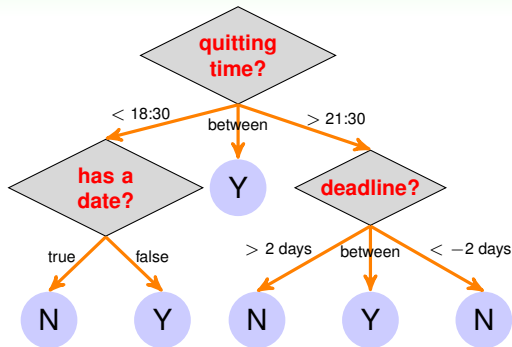 quitting
time?
< 18:30
between
> 21:30
has a
date?
Y
deadline?
true
false
> 2 days
between
< −2 days
N
Y
N
Y
N